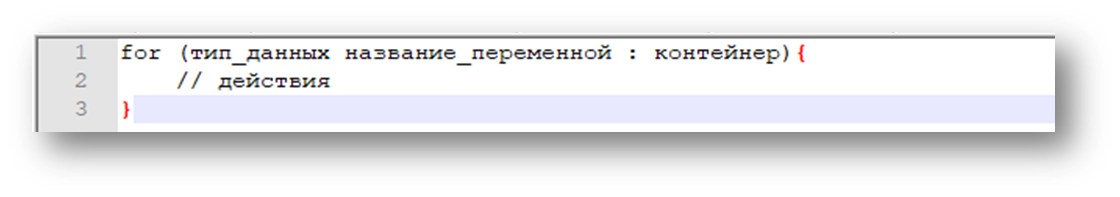 1 for (тип_данных название_переменной : контейнер){
2     // действия
3 }